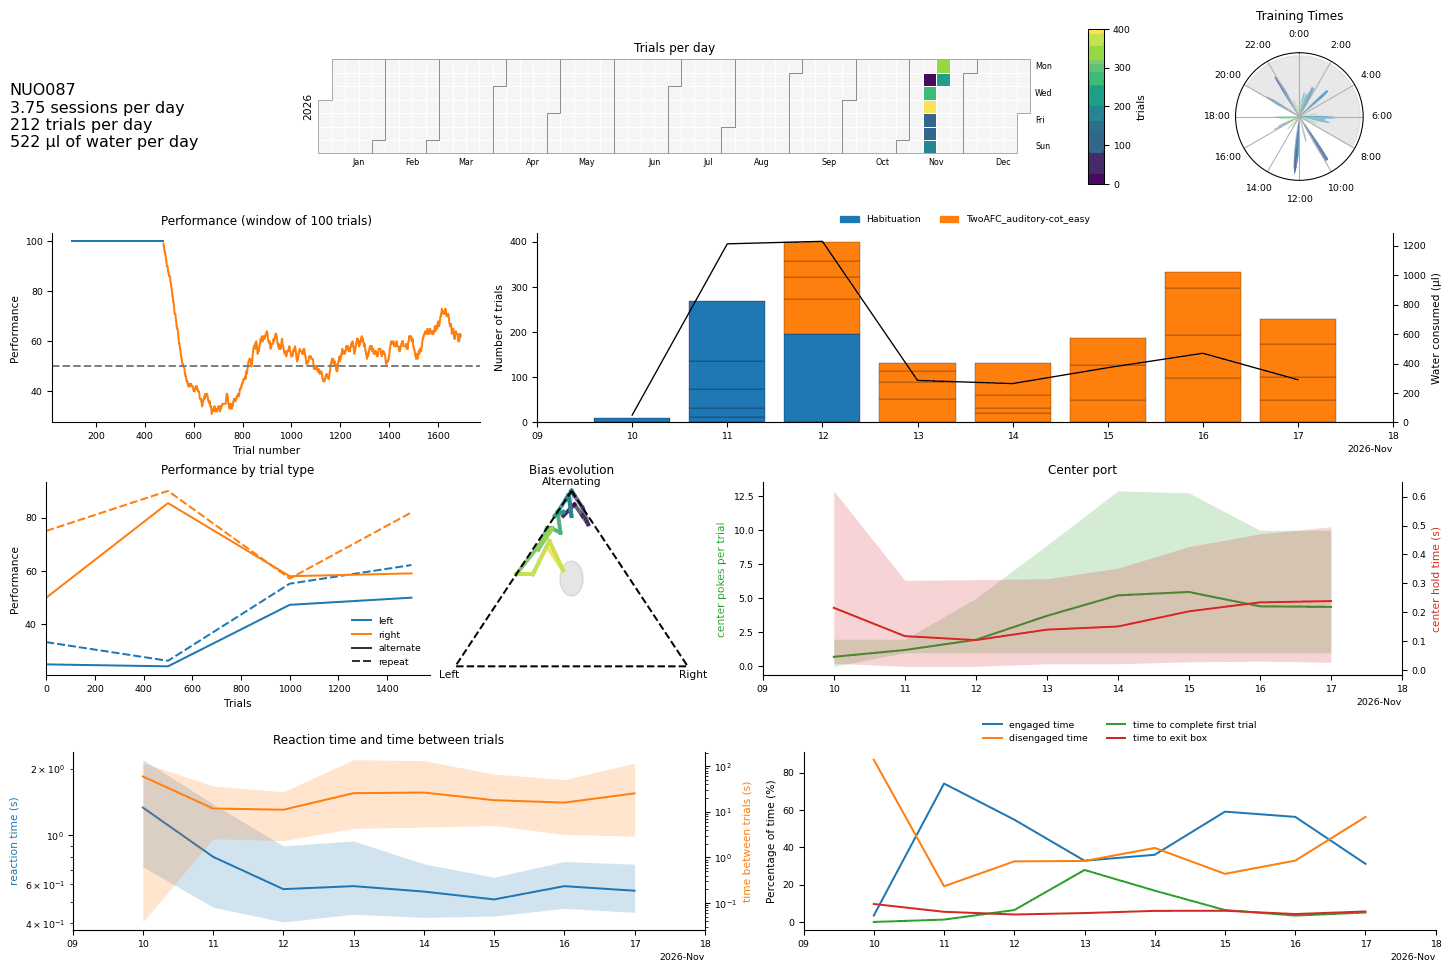 NUO087
3.75 sessions per day
212 trials per day
522 µl of water per day
Trials per day
2026
Mon
Wed
Fri
Sun
Jan Feb Mar Apr May Jun Jul Aug Sep Oct Nov Dec
400
300
200
100
0
trials
Training Times
0:00
2:00
4:00
6:00
8:00
10:00
12:00
14:00
16:00
18:00
20:00
22:00
Performance (window of 100 trials)
Performance
100
80
60
40
200 400 600 800 1000 1200 1400 1600
Trial number
Habituation TwoAFC_auditory-cot_easy
Number of trials
400
300
200
100
0
09 10 11 12 13 14 15 16 17 18
2026-Nov
1200
1000
800
600
400
200
0
Water consumed (µl)
Performance by trial type
Performance
80
60
40
left
right
alternate
repeat
0 200 400 600 800 1000 1200 1400
Trials
Bias evolution
Alternating
Left Right
Center port
center pokes per trial
12.5
10.0
7.5
5.0
2.5
0.0
09 10 11 12 13 14 15 16 17 18
2026-Nov
0.6
0.5
0.4
0.3
0.2
0.1
0.0
center hold time (s)
Reaction time and time between trials
reaction time (s)
2 × 10⁰
10⁰
6 × 10⁻¹
4 × 10⁻¹
09 10 11 12 13 14 15 16 17 18
2026-Nov
10²
10¹
10⁰
10⁻¹
time between trials (s)
engaged time
disengaged time
time to complete first trial
time to exit box
Percentage of time (%)
80
60
40
20
0
09 10 11 12 13 14 15 16 17 18
2026-Nov